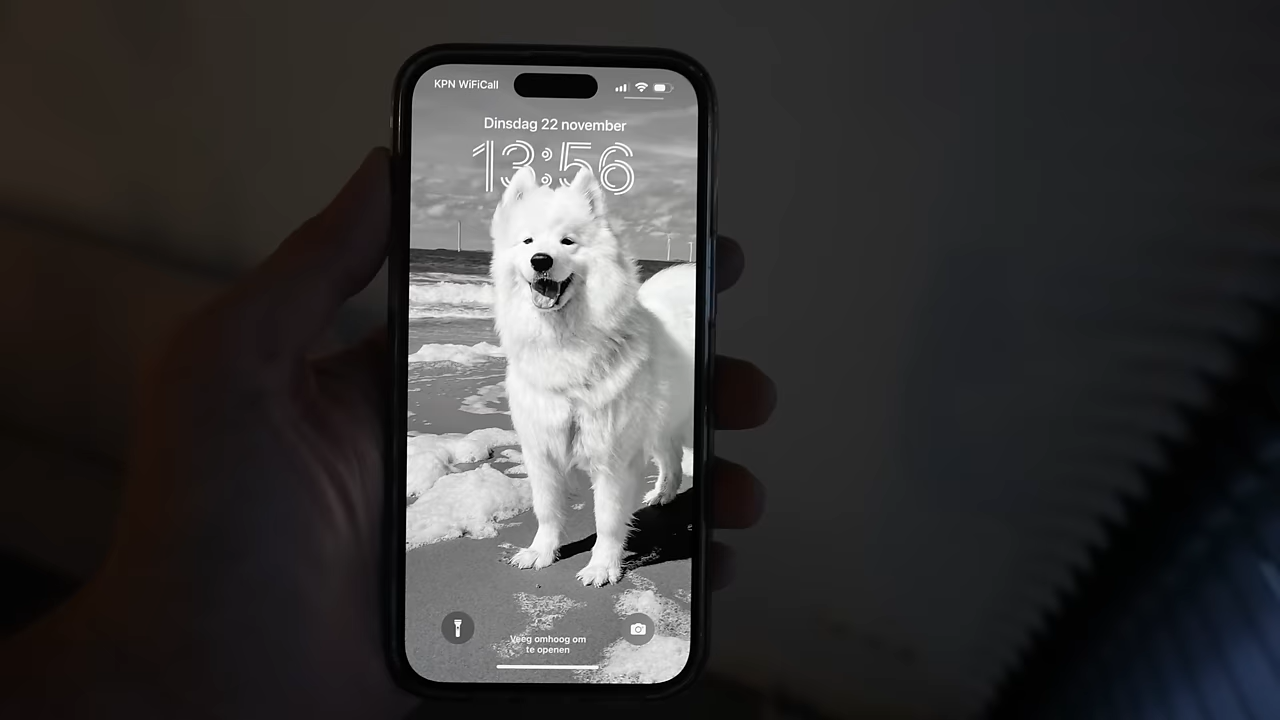 KPN WiFiCall
Dinsdag 22 november
13:56
Veeg omhoog om
te openen